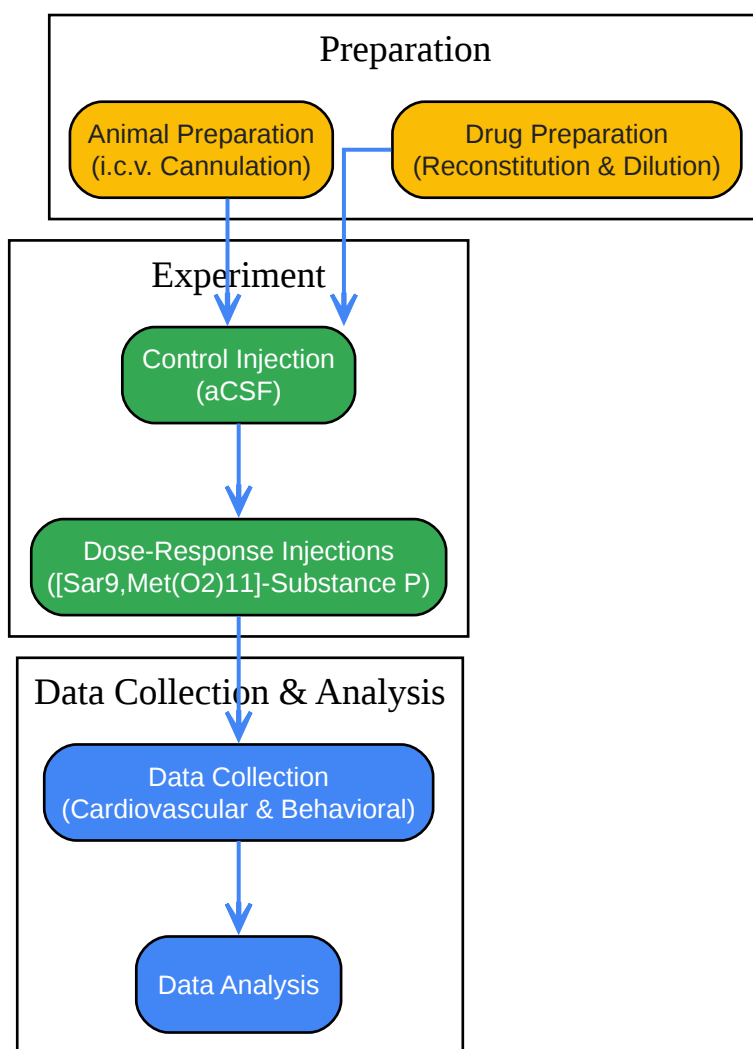 Preparation
Animal Preparation
(i.c.v. Cannulation)
Drug Preparation
(Reconstitution & Dilution)
Experiment
Control Injection
(aCSF)
Dose-Response Injections
([Sar9,Met(O2)11]-Substance P)
Data Collection & Analysis
Data Collection
(Cardiovascular & Behavioral)
Data Analysis